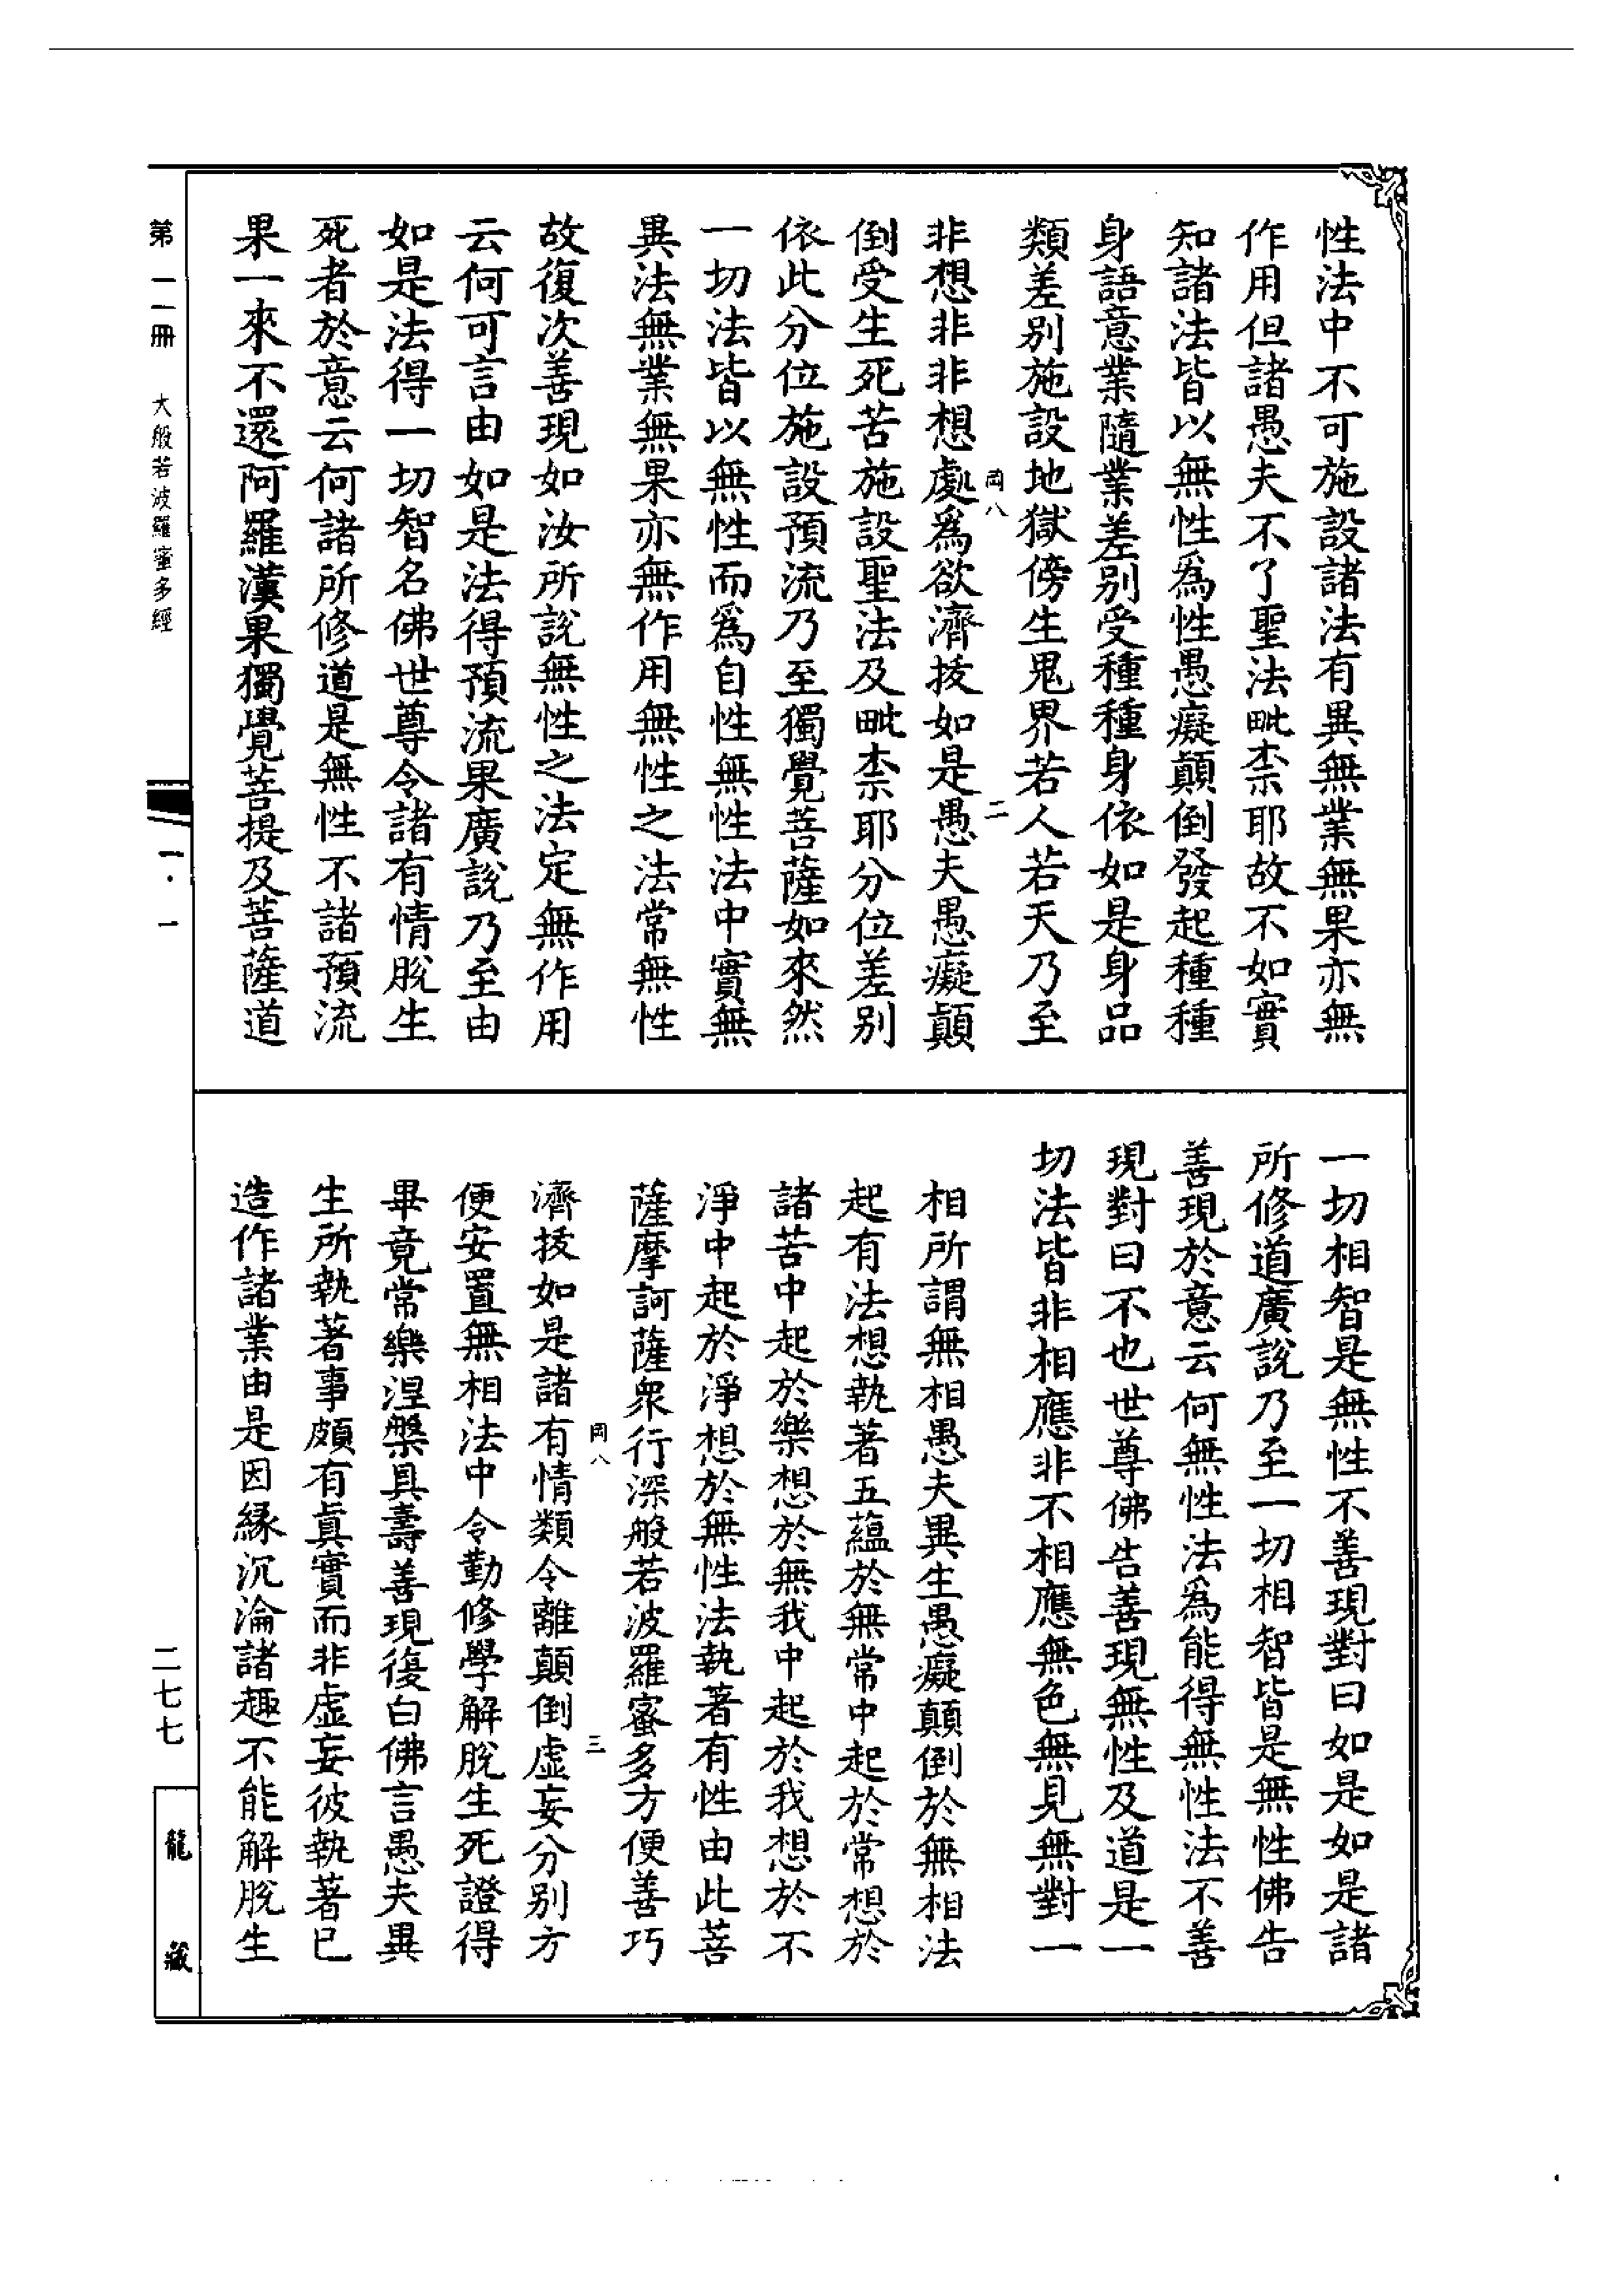 性法中不可施設諸法有異無業無果亦無
作用但諸愚夫不了聖法毗柰耶故不如實
知諸法皆以無性爲性愚癡顛倒發起種種
身語意業隨業差別受種種身依如是身品
類差別施設地獄傍生鬼界若人若天乃至
岡八
二
非想非非想處爲欲濟拔如是愚夫愚癡顛
倒受生死苦施設聖法及毗柰耶分位差別
依此分位施設預流乃至獨覺菩薩如來然
一切法皆以無性而爲自性無性法中實無
異法無業無果亦無作用無性之法常無性
故復次善現如汝所說無性之法定無作用
云何可言由如是法得預流果廣說乃至由
如是法得一切智名佛世尊令諸有情脫生
死者於意云何諸所修道是無性不諸預流
果一來不還阿羅漢果獨覺菩提及菩薩道
一切相智是無性不善現對曰如是如是諸
所修道廣說乃至一切相智皆是無性佛告
善現於意云何無性法爲能得無性法不善
現對曰不也世尊佛告善現無性及道是一
切法皆非相應非不相應無色無見無對一
相所謂無相愚夫異生愚癡顛倒於無相法
起有法想執著五蘊於無常中起於常想於
諸苦中起於樂想於無我中起於我想於不
淨中起於淨想於無性法執著有性由此菩
薩摩訶薩衆行深般若波羅蜜多方便善巧
岡八
三
濟拔如是諸有情類令離顛倒虛妄分別方
便安置無相法中令勤修學解脫生死證得
畢竟常樂涅槃具壽善現復白佛言愚夫異
生所執著事頗有眞實而非虛妄彼執著已
造作諸業由是因緣沉淪諸趣不能解脫生
第一一冊
大般若波羅蜜多經
一·一
二七七
龍藏